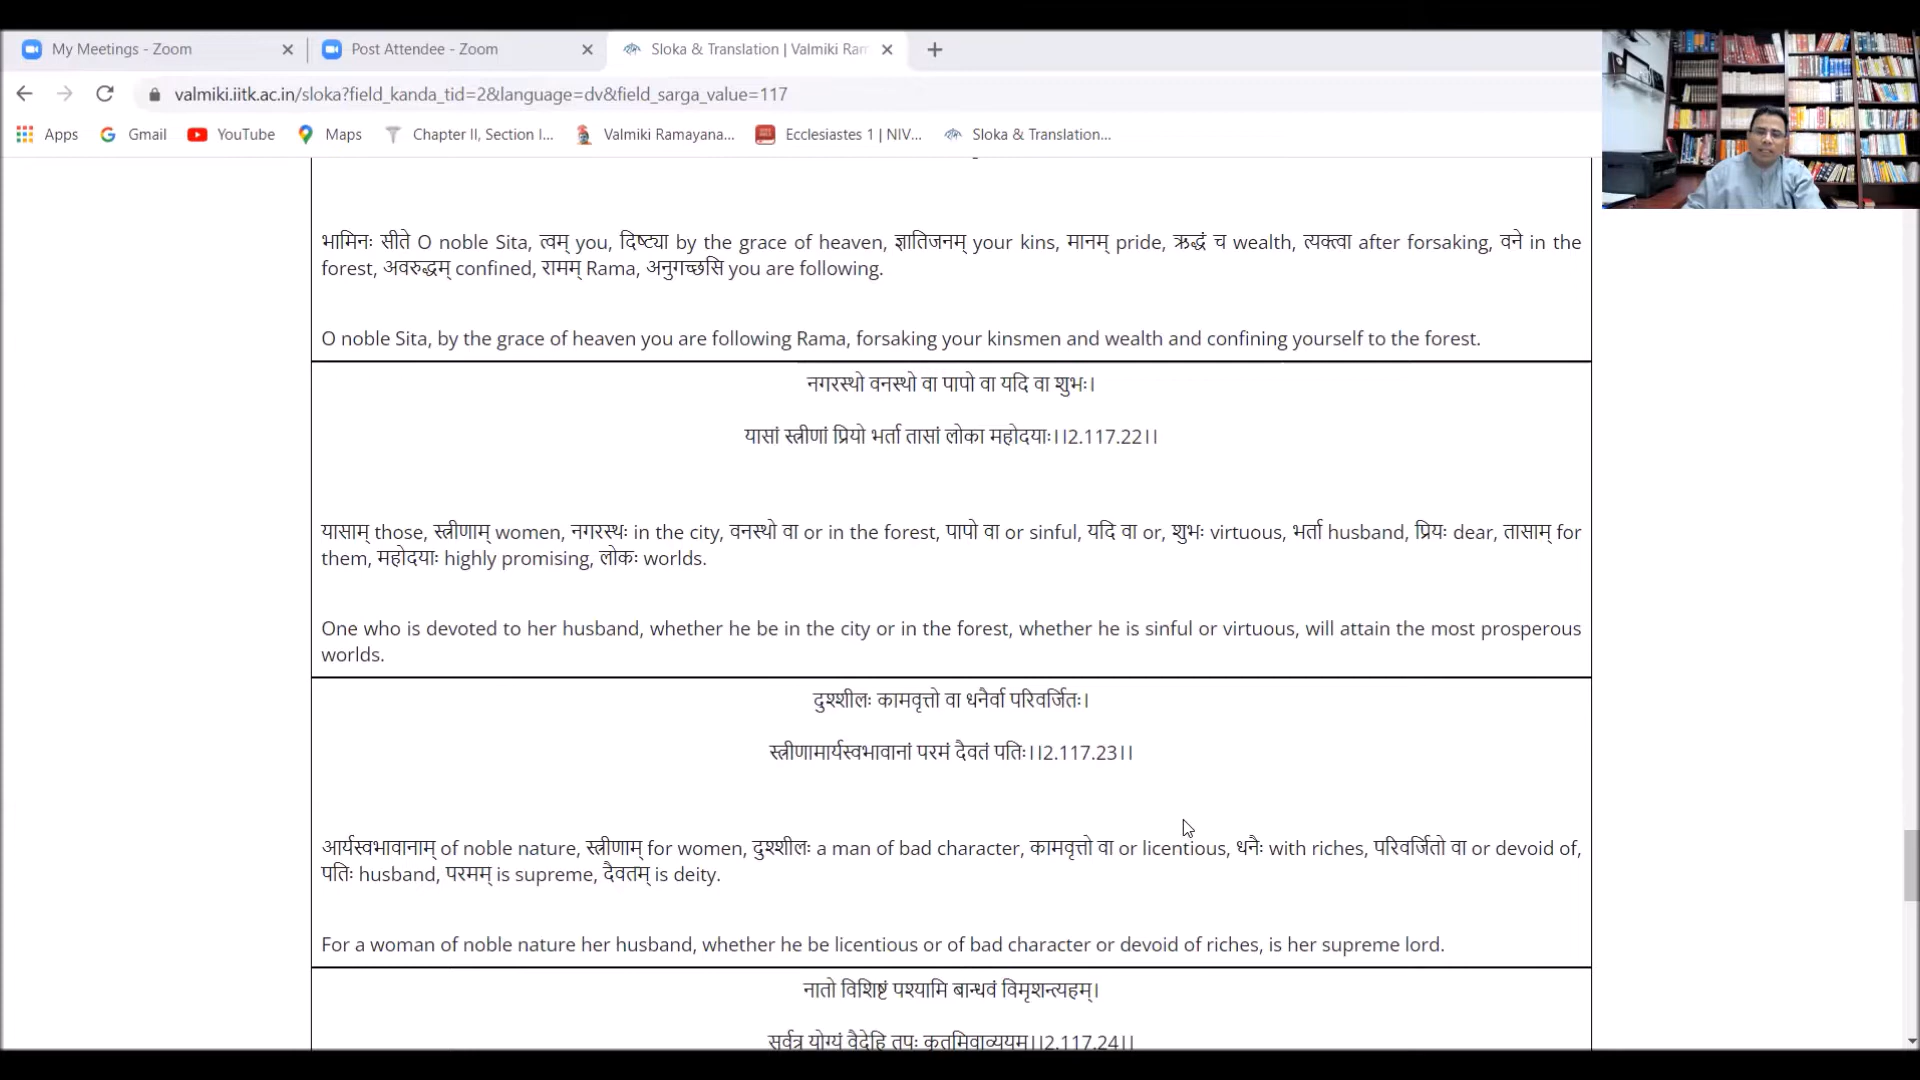 My Meetings - Zoom
Post Attendee - Zoom
Sloka & Translation | Valmiki Ram
valmiki.iitk.ac.in/sloka?field_kanda_tid=2&language=dv&field_sarga_value=117
Apps Gmail YouTube Maps Chapter II, Section I... Valmiki Ramayana... Ecclesiastes 1 | NIV... Sloka & Translation...
भामिनः सीते O noble Sita, त्वम् you, दिष्ट्या by the grace of heaven, ज्ञातिजनम् your kins, मानम् pride, ऋद्धं च wealth, त्यक्त्वा after forsaking, वने in the
forest, अवरुद्धम् confined, रामम् Rama, अनुगच्छसि you are following.
O noble Sita, by the grace of heaven you are following Rama, forsaking your kinsmen and wealth and confining yourself to the forest.
नगरस्थो वनस्थो वा पापो वा यदि वा शुभः।
यासां स्त्रीणां प्रियो भर्ता तासां लोका महोदयाः।।2.117.22।।
यासाम् those, स्त्रीणाम् women, नगरस्थः in the city, वनस्थो वा or in the forest, पापो वा or sinful, यदि वा or, शुभः virtuous, भर्ता husband, प्रियः dear, तासाम् for
them, महोदयाः highly promising, लोकः worlds.
One who is devoted to her husband, whether he be in the city or in the forest, whether he is sinful or virtuous, will attain the most prosperous
worlds.
दुश्शीलः कामवृत्तो वा धनैर्वा परिवर्जितः।
स्त्रीणामार्यस्वभावानां परमं दैवतं पतिः।।2.117.23।।
आर्यस्वभावानाम् of noble nature, स्त्रीणाम् for women, दुश्शीलः a man of bad character, कामवृत्तो वा or licentious, धनैः with riches, परिवर्जितो वा or devoid of,
पतिः husband, परमम् is supreme, दैवतम् is deity.
For a woman of noble nature her husband, whether he be licentious or of bad character or devoid of riches, is her supreme lord.
नातो विशिष्टं पश्यामि बान्धवं विमृशन्त्यहम्।
सर्वत्र योग्यं वैदेहि तपः कृतमिवाव्ययम्।।2.117.24।।